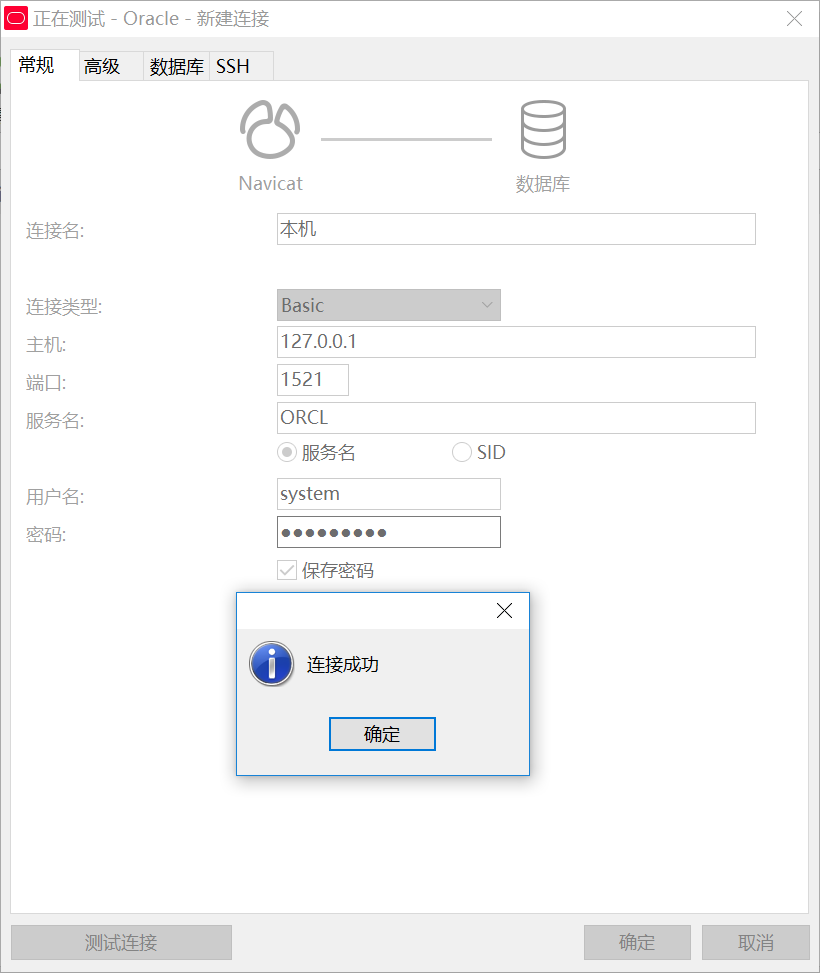 正在测试 - Oracle - 新建连接
常规 高级 数据库 SSH
Navicat 数据库
连接名: 本机
连接类型: Basic
主机: 127.0.0.1
端口: 1521
服务名: ORCL
服务名 SID
用户名: system
密码: ●●●●●●●●●
保存密码
连接成功
确定
测试连接 确定 取消